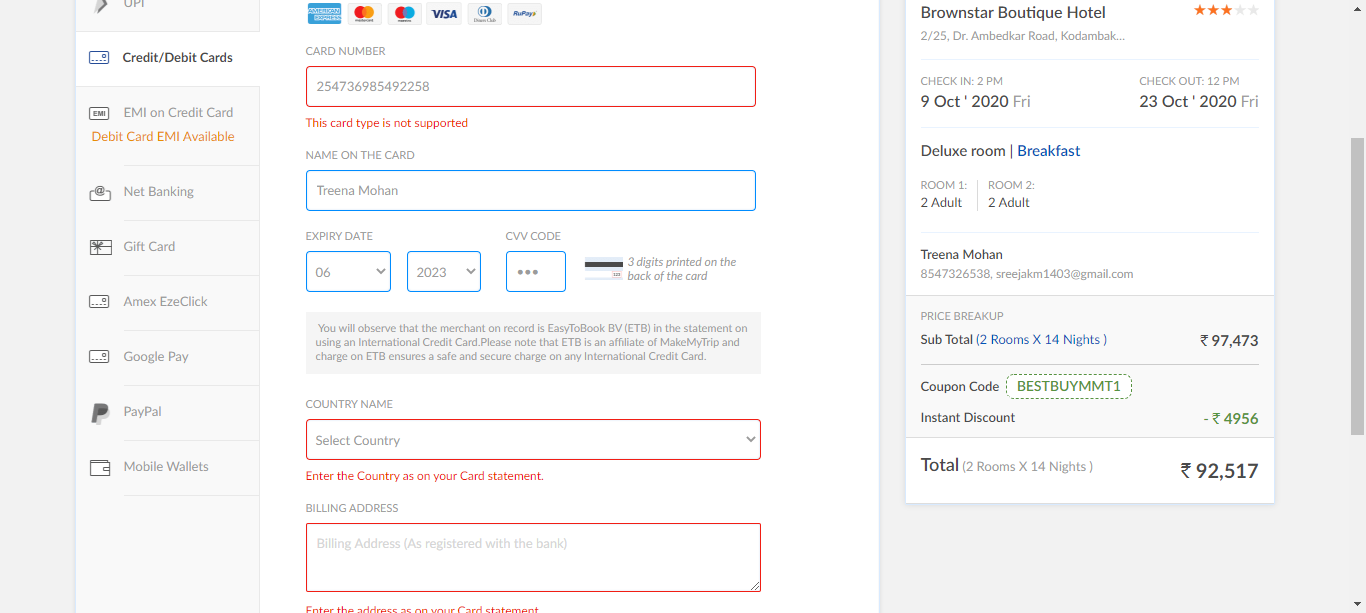 UPI
Credit/Debit Cards
EMI
EMI on Credit Card
Debit Card EMI Available
Net Banking
Gift Card
Amex EzeClick
Google Pay
PayPal
Mobile Wallets
AMERICAN EXPRESS mastercard maestro VISA Diners Club RuPay
CARD NUMBER
254736985492258
This card type is not supported
NAME ON THE CARD
Treena Mohan
EXPIRY DATE CVV CODE
06 2023 •••
3 digits printed on the
back of the card
You will observe that the merchant on record is EasyToBook BV (ETB) in the statement on
using an International Credit Card.Please note that ETB is an affiliate of MakeMyTrip and
charge on ETB ensures a safe and secure charge on any International Credit Card.
COUNTRY NAME
Select Country
Enter the Country as on your Card statement.
BILLING ADDRESS
Billing Address (As registered with the bank)
Enter the address as on your Card statement
Brownstar Boutique Hotel
2/25, Dr. Ambedkar Road, Kodambak...
CHECK IN: 2 PM CHECK OUT: 12 PM
9 Oct ' 2020 Fri 23 Oct ' 2020 Fri
Deluxe room | Breakfast
ROOM 1: ROOM 2:
2 Adult 2 Adult
Treena Mohan
8547326538, sreejakm1403@gmail.com
PRICE BREAKUP
Sub Total (2 Rooms X 14 Nights ) ₹ 97,473
Coupon Code BESTBUYMMT1
Instant Discount - ₹ 4956
Total (2 Rooms X 14 Nights ) ₹ 92,517